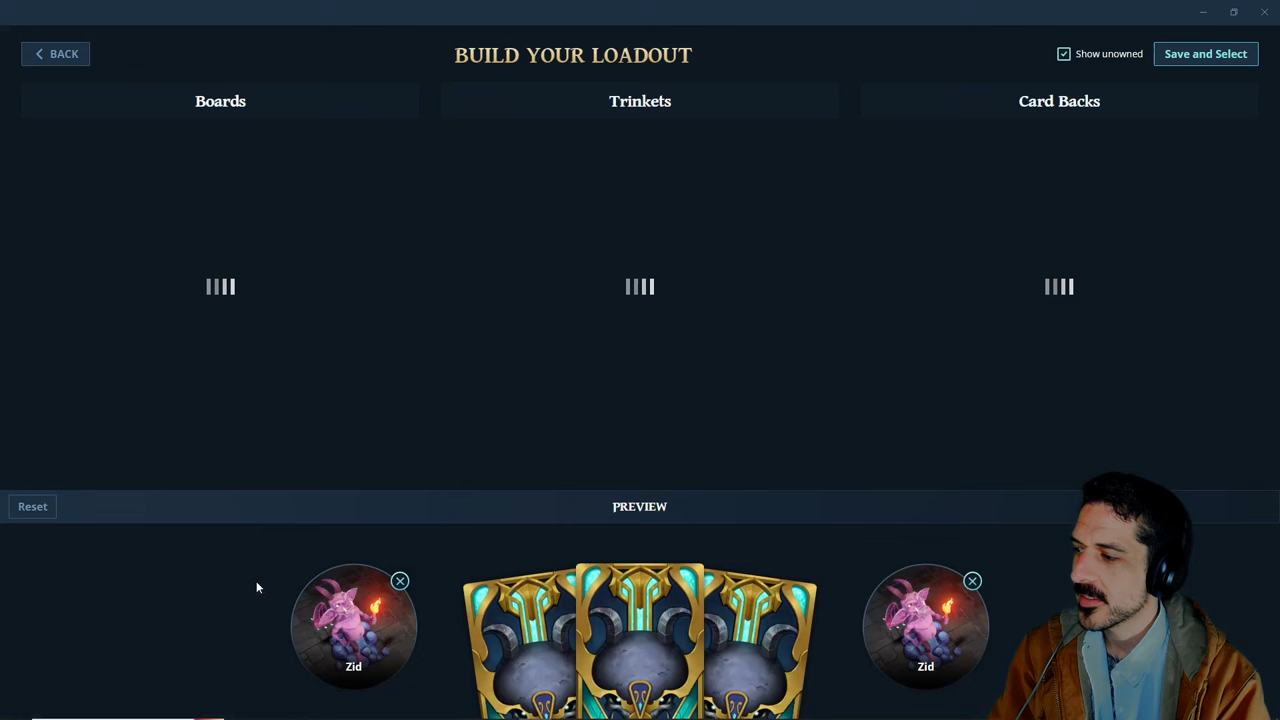 BACK
BUILD YOUR LOADOUT
Show unowned
Save and Select
Boards
Trinkets
Card Backs
Reset
PREVIEW
Zid
Zid